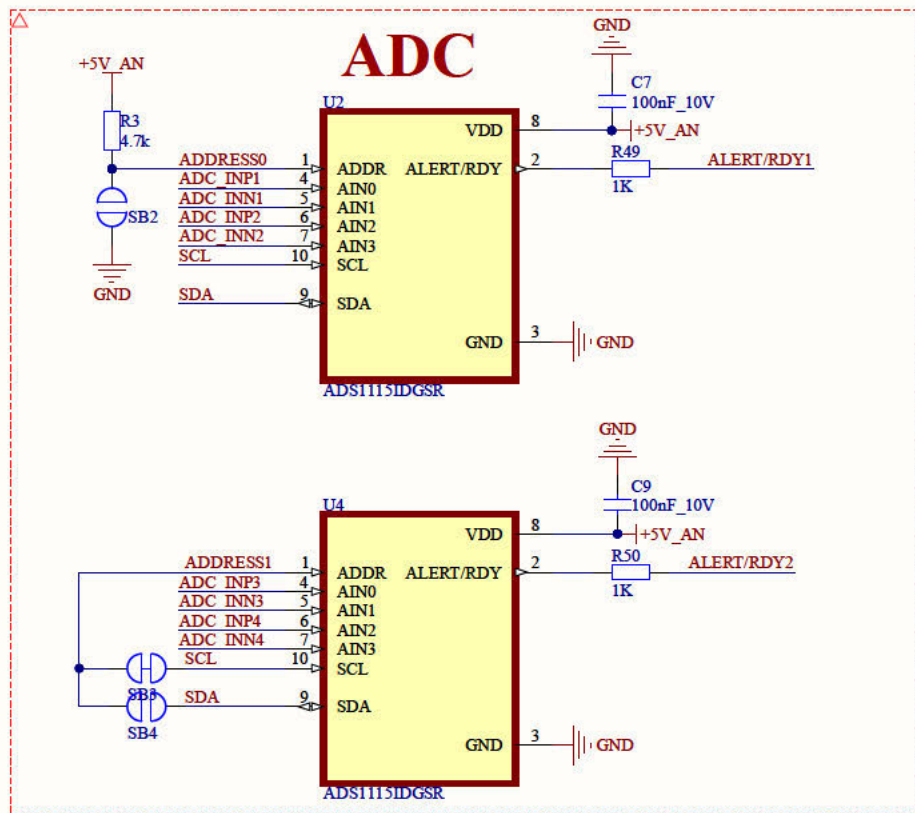 ADC
+5V_AN
R3
4.7k
SB2
GND
U2
ADDRESS0 1 ADDR
ADC_INP1 4 AIN0
ADC_INN1 5 AIN1
ADC_INP2 6 AIN2
ADC_INN2 7 AIN3
SCL 10 SCL
SDA 9 SDA
VDD 8
ALERT/RDY 2
GND 3 GND
ADS1115IDGSR
GND
C7
100nF_10V
+5V_AN
R49
1K
ALERT/RDY1
U4
ADDRESS1 1 ADDR
ADC_INP3 4 AIN0
ADC_INN3 5 AIN1
ADC_INP4 6 AIN2
ADC_INN4 7 AIN3
SCL 10 SCL
SB3
SDA 9 SDA
SB4
VDD 8
ALERT/RDY 2
GND 3 GND
ADS1115IDGSR
GND
C9
100nF_10V
+5V_AN
R50
1K
ALERT/RDY2